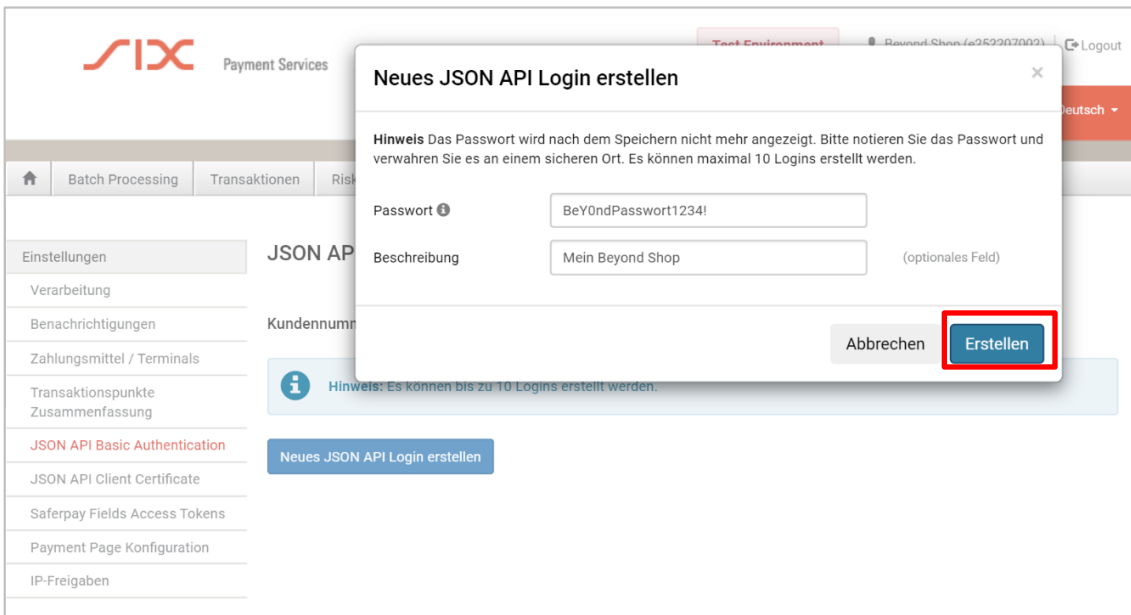 SIX Payment Services
Test Environment
Beyond Shop (e252207002)
Logout
Deutsch
Batch Processing
Transaktionen
Risk
Neues JSON API Login erstellen
×
Hinweis Das Passwort wird nach dem Speichern nicht mehr angezeigt. Bitte notieren Sie das Passwort und
verwahren Sie es an einem sicheren Ort. Es können maximal 10 Logins erstellt werden.
Passwort
BeY0ndPasswort1234!
Beschreibung
Mein Beyond Shop
(optionales Feld)
Abbrechen
Erstellen
Einstellungen
Verarbeitung
Benachrichtigungen
Zahlungsmittel / Terminals
Transaktionspunkte
Zusammenfassung
JSON API Basic Authentication
JSON API Client Certificate
Saferpay Fields Access Tokens
Payment Page Konfiguration
IP-Freigaben
JSON AP
Kundennumm
Hinweis: Es können bis zu 10 Logins erstellt werden.
Neues JSON API Login erstellen